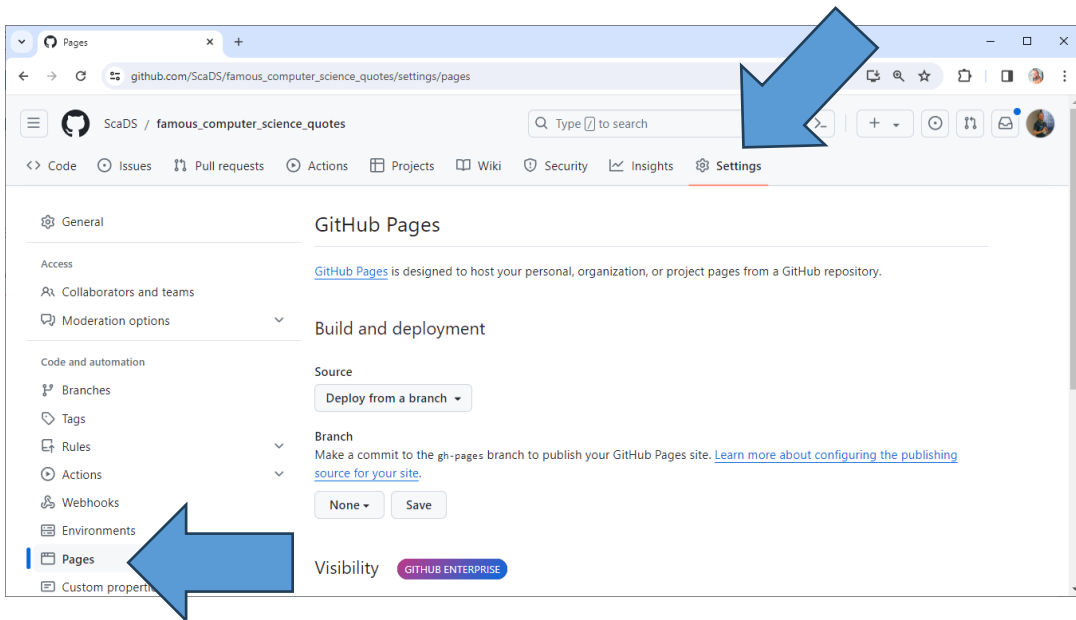 Pages
github.com/ScaDS/famous_computer_science_quotes/settings/pages
ScaDS / famous_computer_science_quotes
Type / to search
Code Issues Pull requests Actions Projects Wiki Security Insights Settings
General
Access
Collaborators and teams
Moderation options
Code and automation
Branches
Tags
Rules
Actions
Webhooks
Environments
Pages
Custom
GitHub Pages
GitHub Pages is designed to host your personal, organization, or project pages from a GitHub repository.
Build and deployment
Source
Deploy from a branch
Branch
Make a commit to the gh-pages branch to publish your GitHub Pages site. Learn more about configuring the publishing
source for your site.
None Save
Visibility GITHUB ENTERPRISE